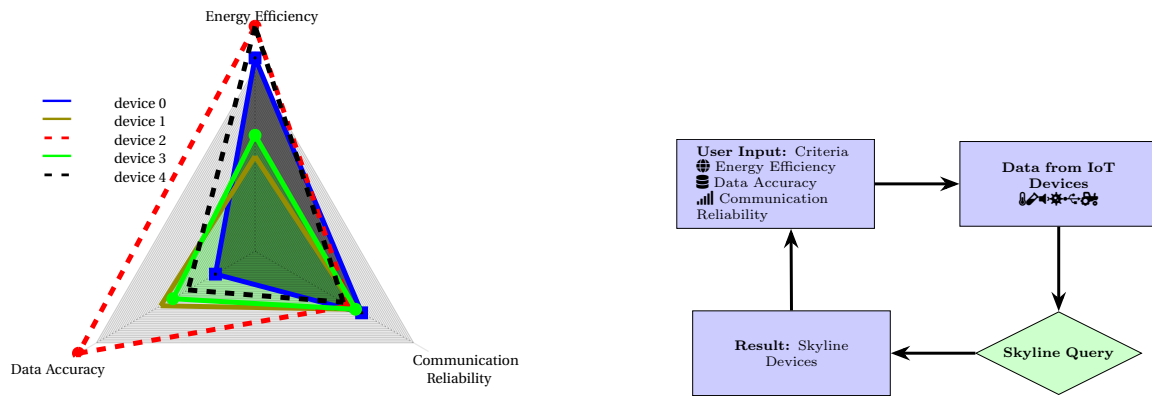 Energy Efficiency
device 0
device 1
device 2
device 3
device 4
Data Accuracy
Communication
Reliability
User Input: Criteria
Energy Efficiency
Data Accuracy
Communication
Reliability
Data from IoT
Devices
Result: Skyline
Devices
Skyline Query